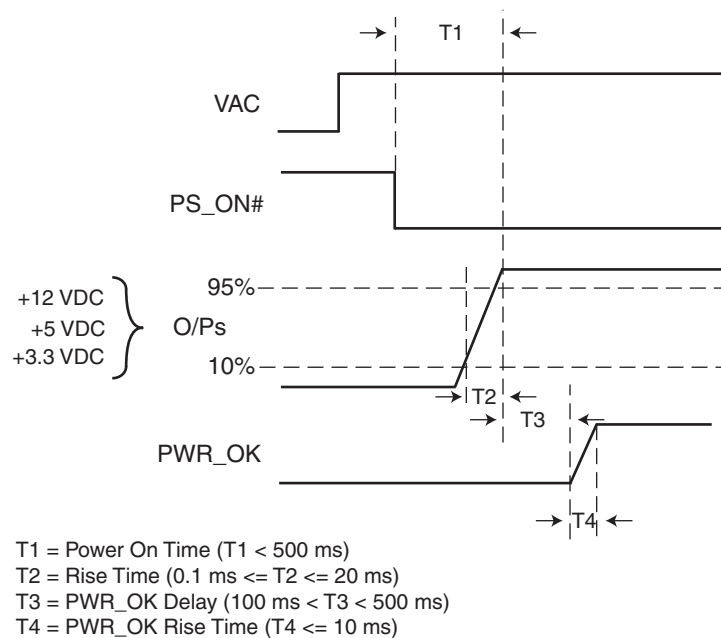 T1
VAC
PS_ON#
+12 VDC
+5 VDC
+3.3 VDC
O/Ps
95%
10%
T2
T3
PWR_OK
T4
T1 = Power On Time (T1 < 500 ms)
T2 = Rise Time (0.1 ms <= T2 <= 20 ms)
T3 = PWR_OK Delay (100 ms < T3 < 500 ms)
T4 = PWR_OK Rise Time (T4 <= 10 ms)